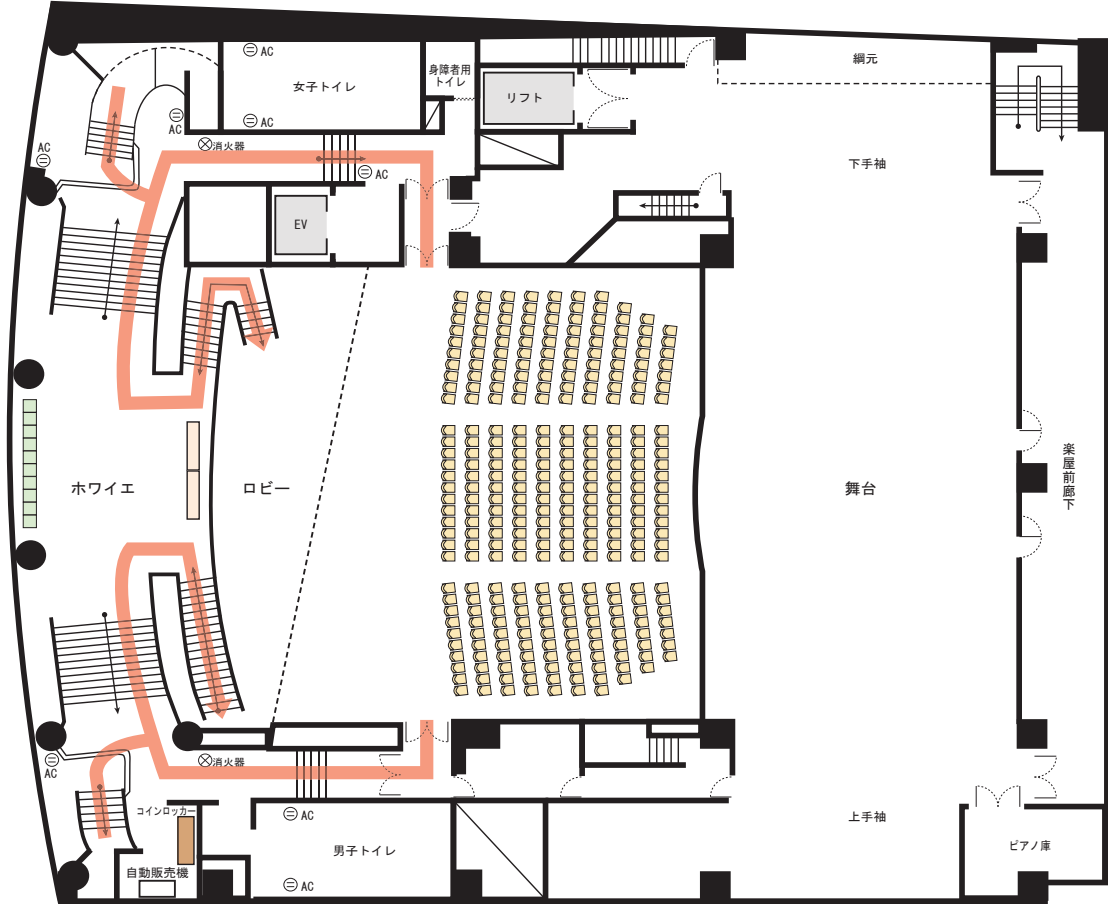 AC
身障者用
トイレ
綱元
女子トイレ
リフト
AC
AC
消火器
AC
AC
下手袖
EV
ホワイエ
ロビー
舞台
楽屋前廊下
消火器
AC
コインロッカー
AC
上手袖
男子トイレ
ピアノ庫
自動販売機
AC